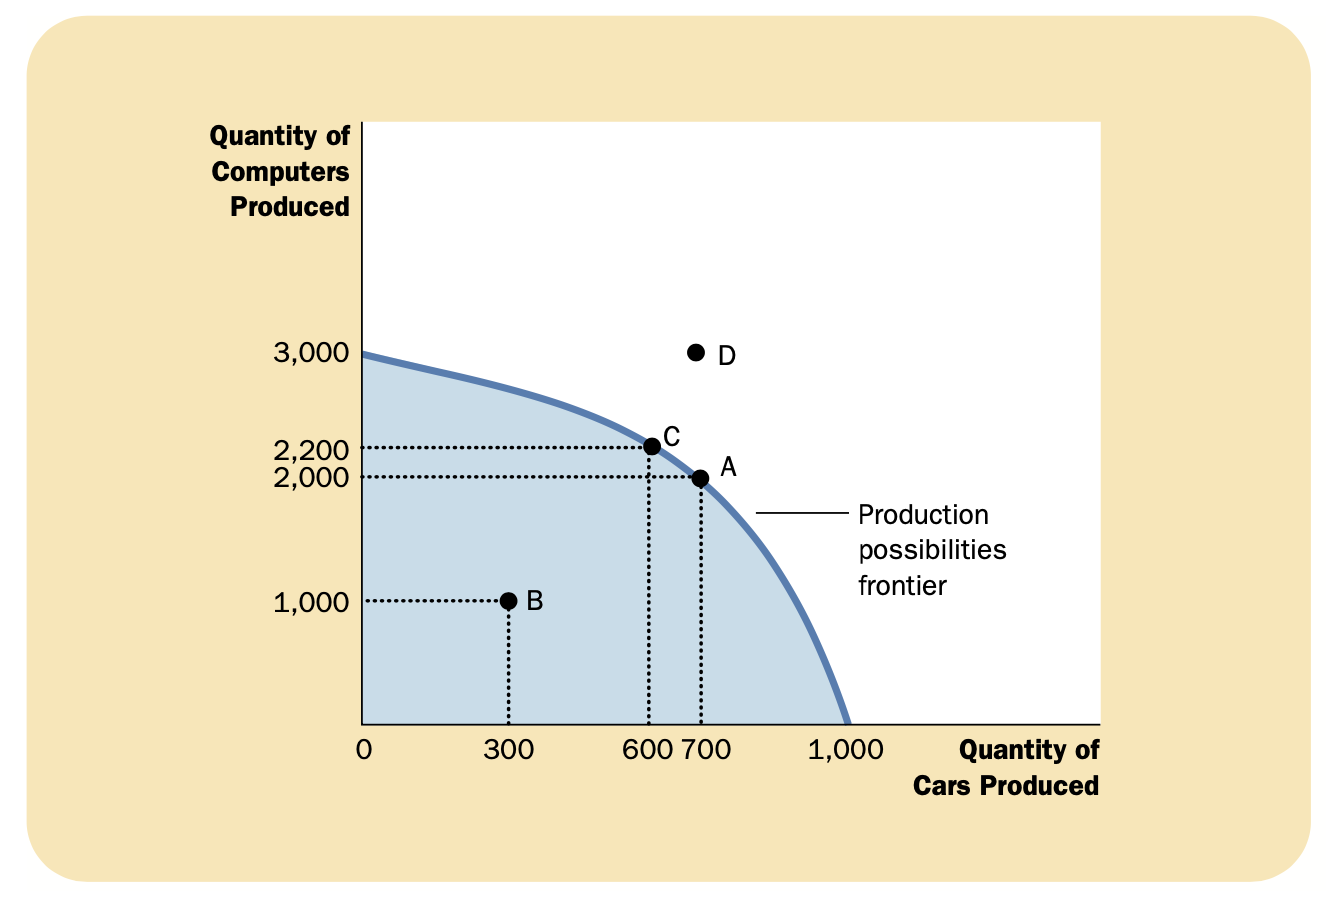 Quantity of
Computers
Produced
3,000
D
C
2,200
A
2,000
Production
possibilities
frontier
1,000
B
0
300
600
700
1,000
Quantity of
Cars Produced